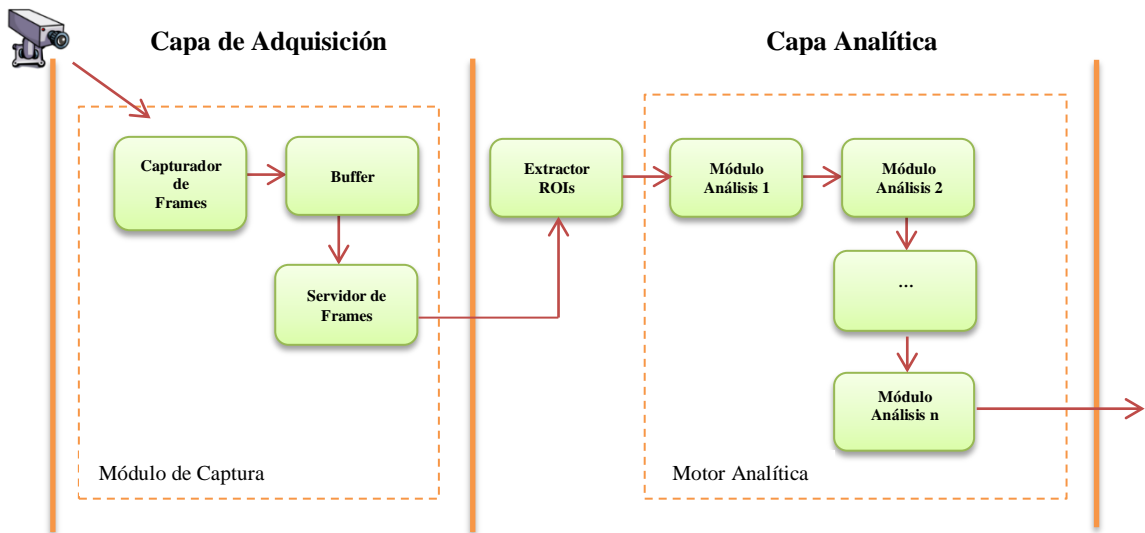 Capa de Adquisición
Capa Analítica
Capturador
de
Frames
Buffer
Servidor de
Frames
Módulo de Captura
Extractor
ROIs
Módulo
Análisis 1
Módulo
Análisis 2
...
Módulo
Análisis n
Motor Analítica